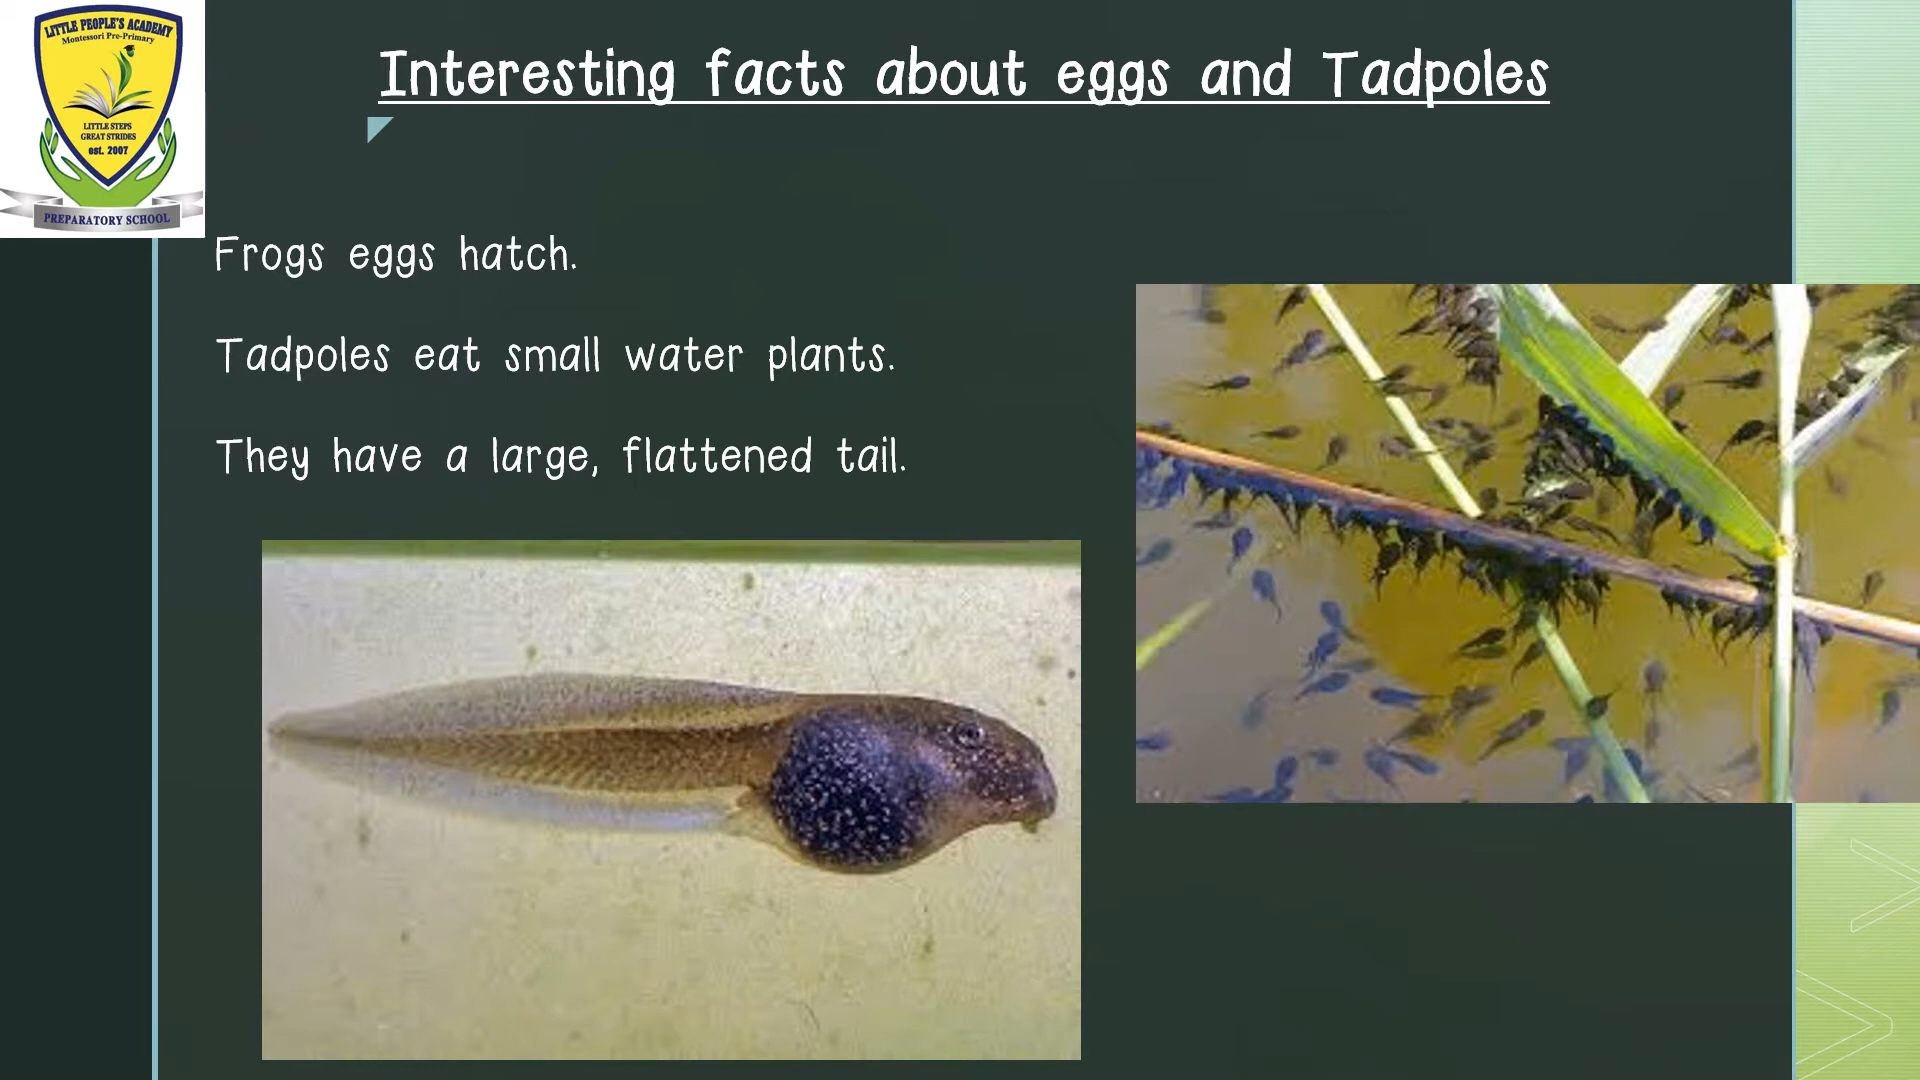 LITTLE PEOPLE'S ACADEMY
Montessori Pre-Primary
LITTLE STEPS
GREAT STRIDES
est. 2007
PREPARATORY SCHOOL
Interesting facts about eggs and Tadpoles
Frogs eggs hatch.
Tadpoles eat small water plants.
They have a large, flattened tail.